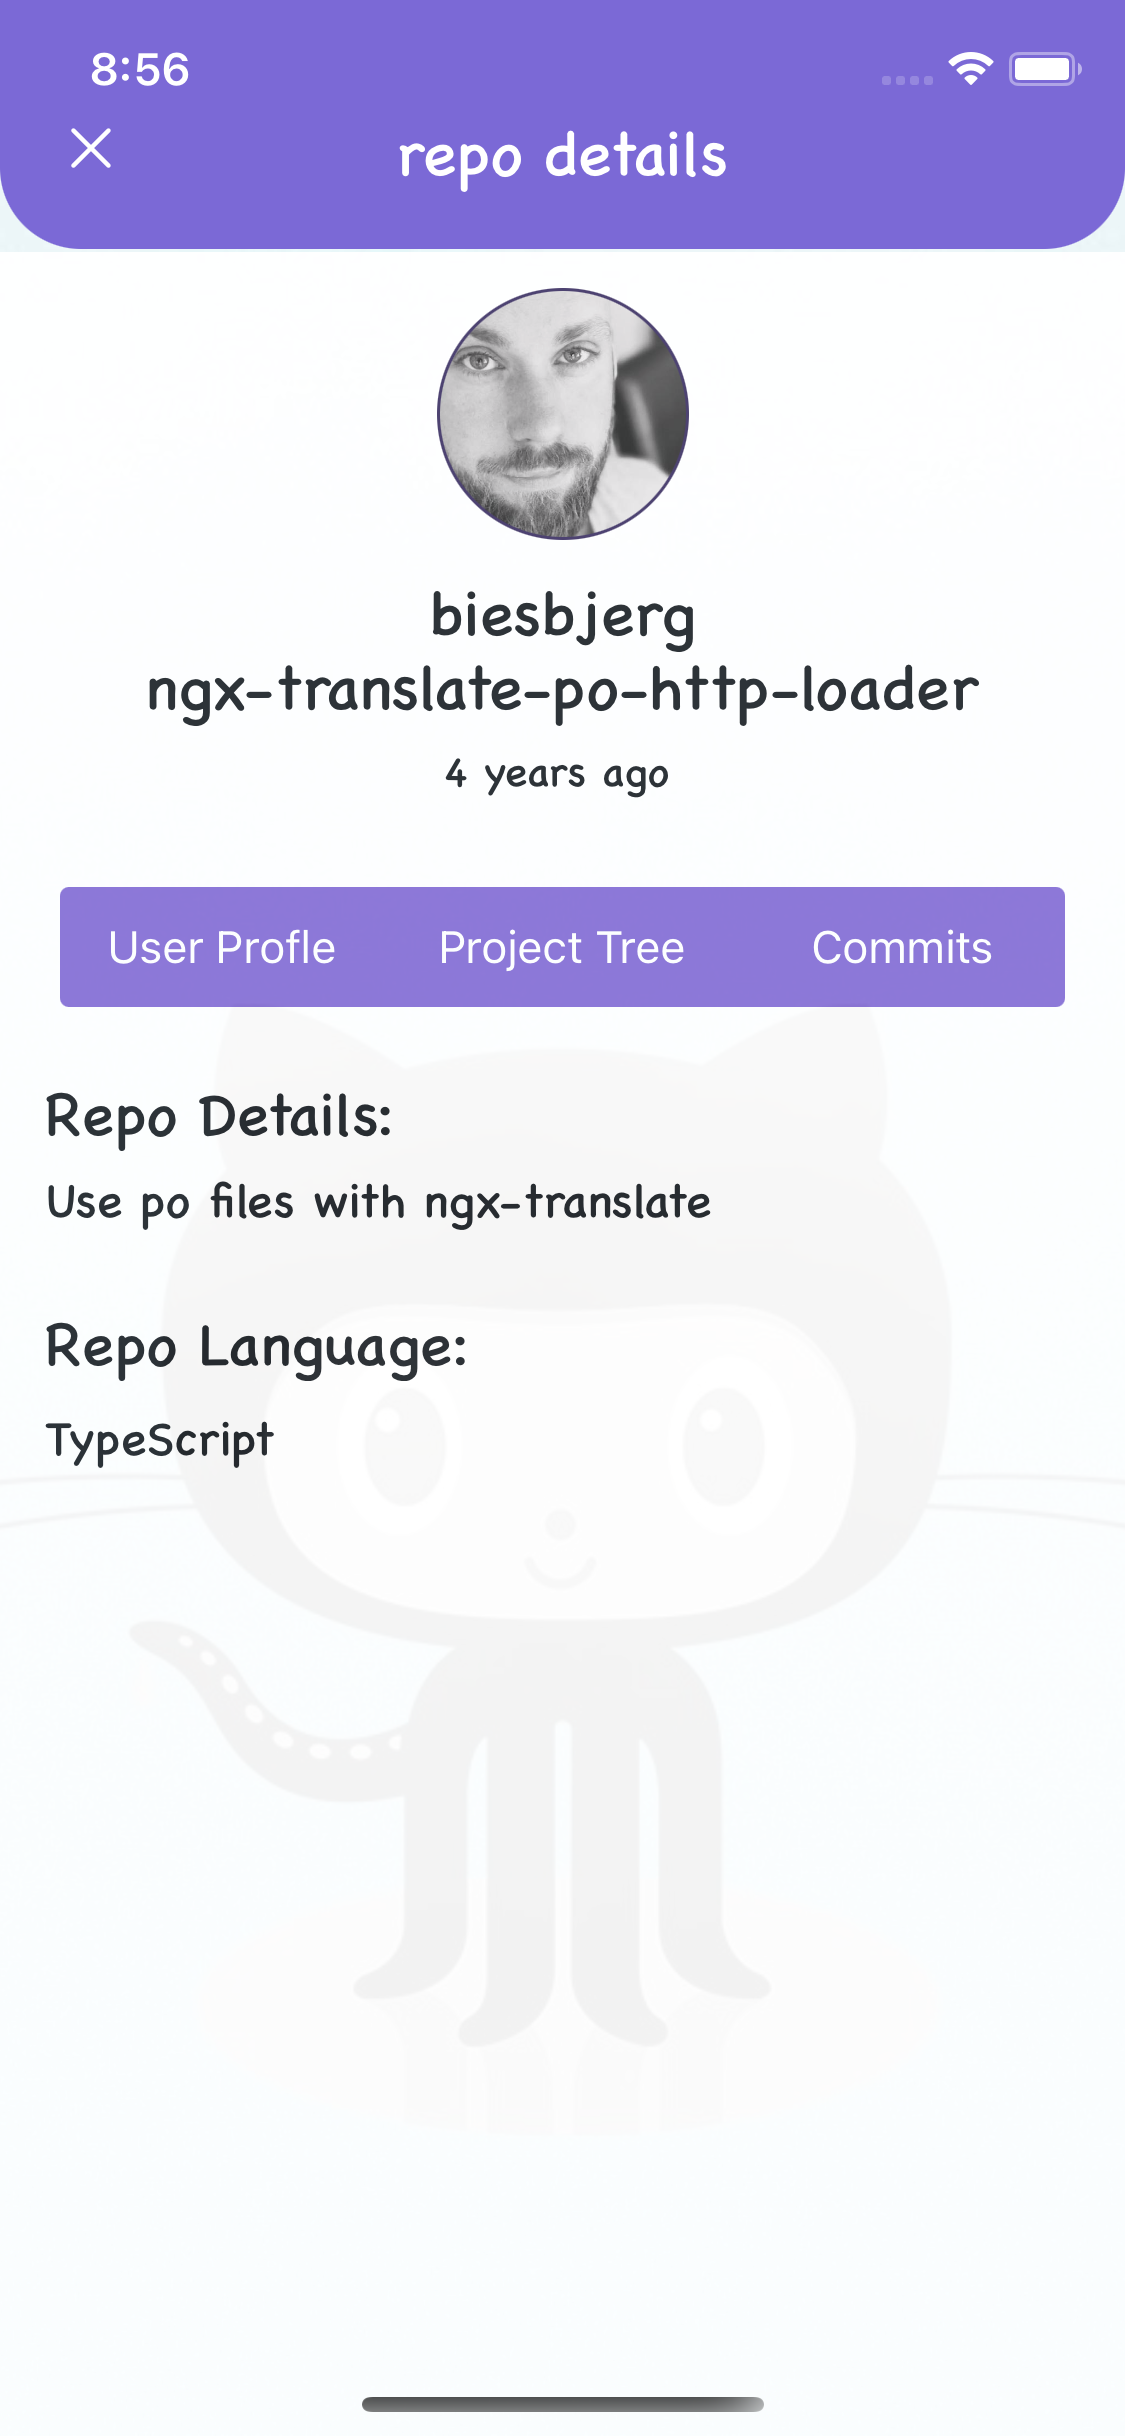 8:56
repo details
biesbjerg
ngx-translate-po-http-loader
4 years ago
User Profle
Project Tree
Commits
Repo Details:
Use po files with ngx-translate
Repo Language:
TypeScript